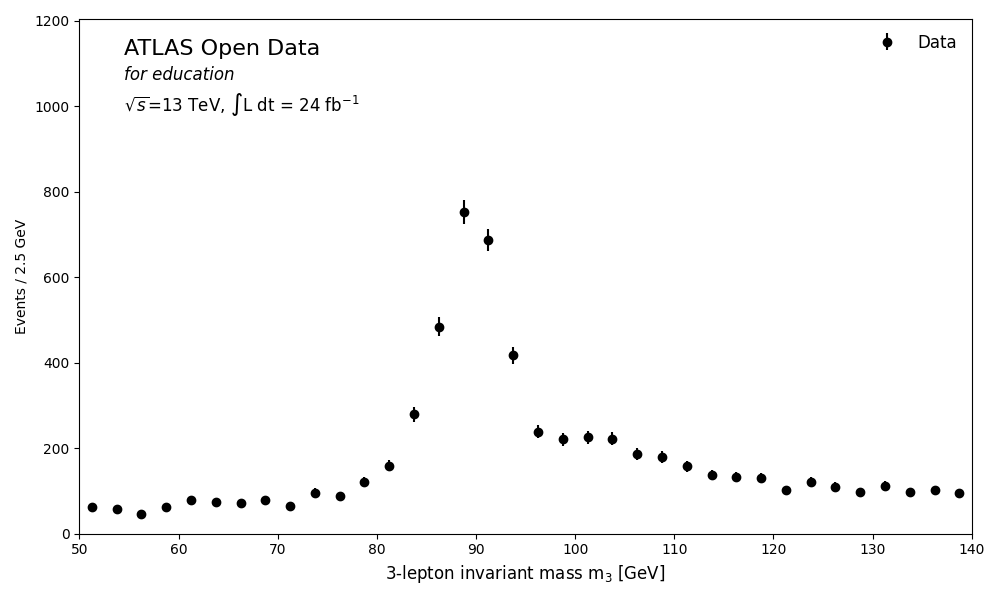 ATLAS Open Data
for education
√s=13 TeV, ∫L dt = 24 fb⁻¹
Data
Events / 2.5 GeV
1200
1000
800
600
400
200
0
50 60 70 80 90 100 110 120 130 140
3-lepton invariant mass m₃ [GeV]